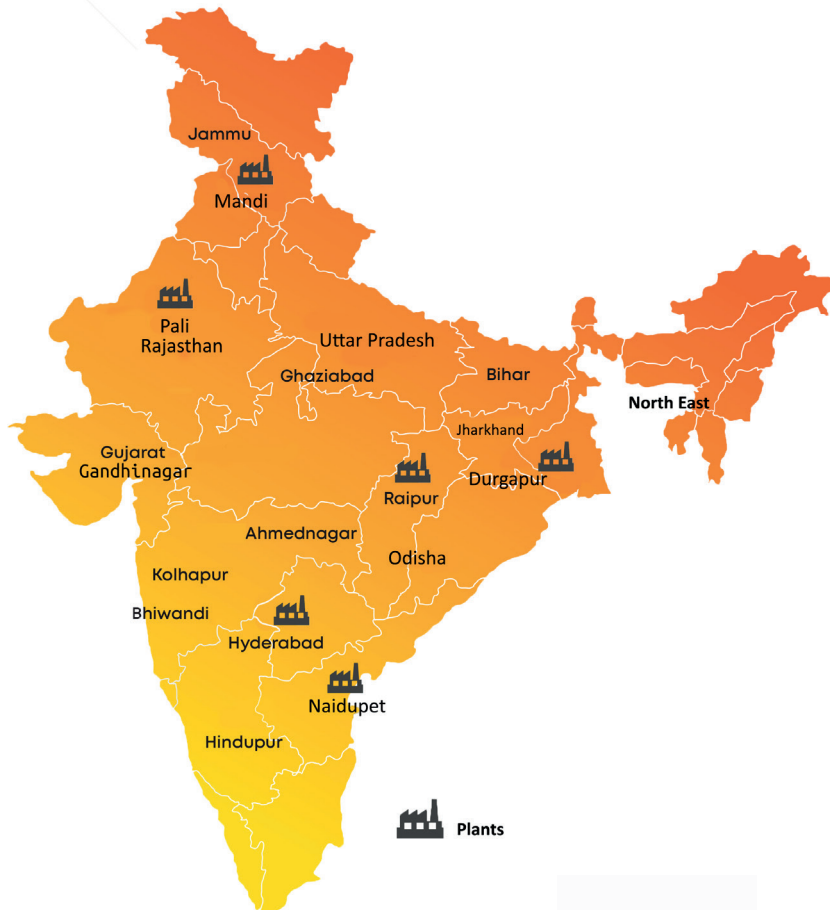 Jammu
Mandi
Pali
Rajasthan
Uttar Pradesh
Ghaziabad
Bihar
North East
Jharkhand
Gujarat
Gandhinagar
Durgapur
Raipur
Ahmednagar
Odisha
Kolhapur
Bhiwandi
Hyderabad
Naidupet
Hindupur
Plants